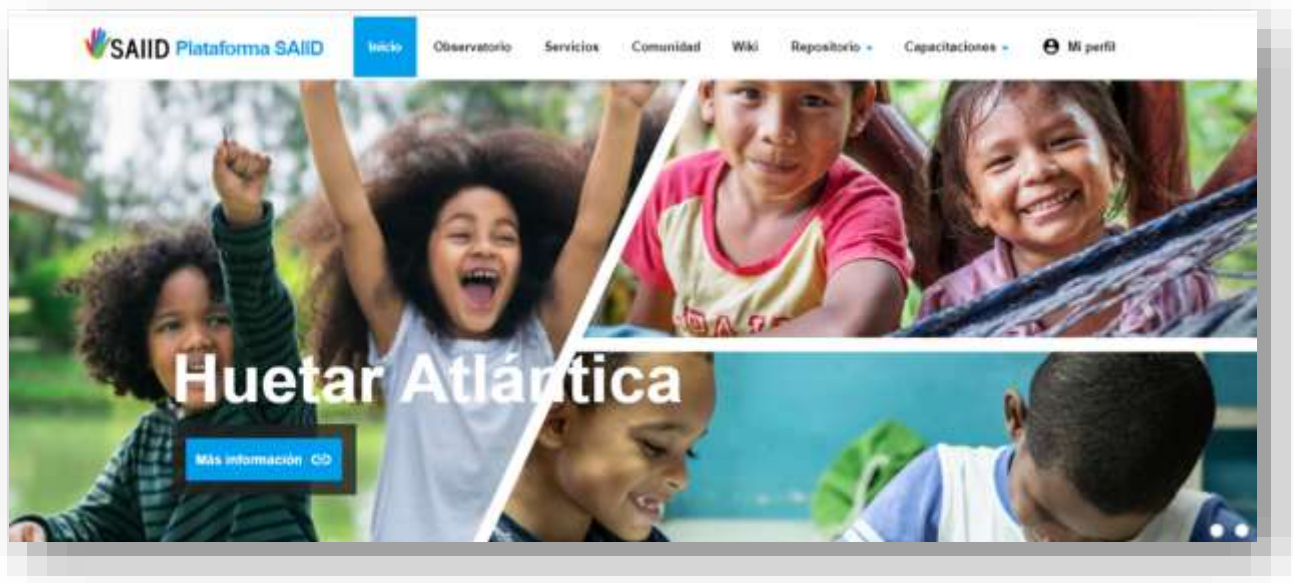 SAIID Plataforma SAIID Inicio Observatorio Servicios Comunidad Wiki Repositorio Capacitaciones Mi perfil
Huetar Atlántica
Más información